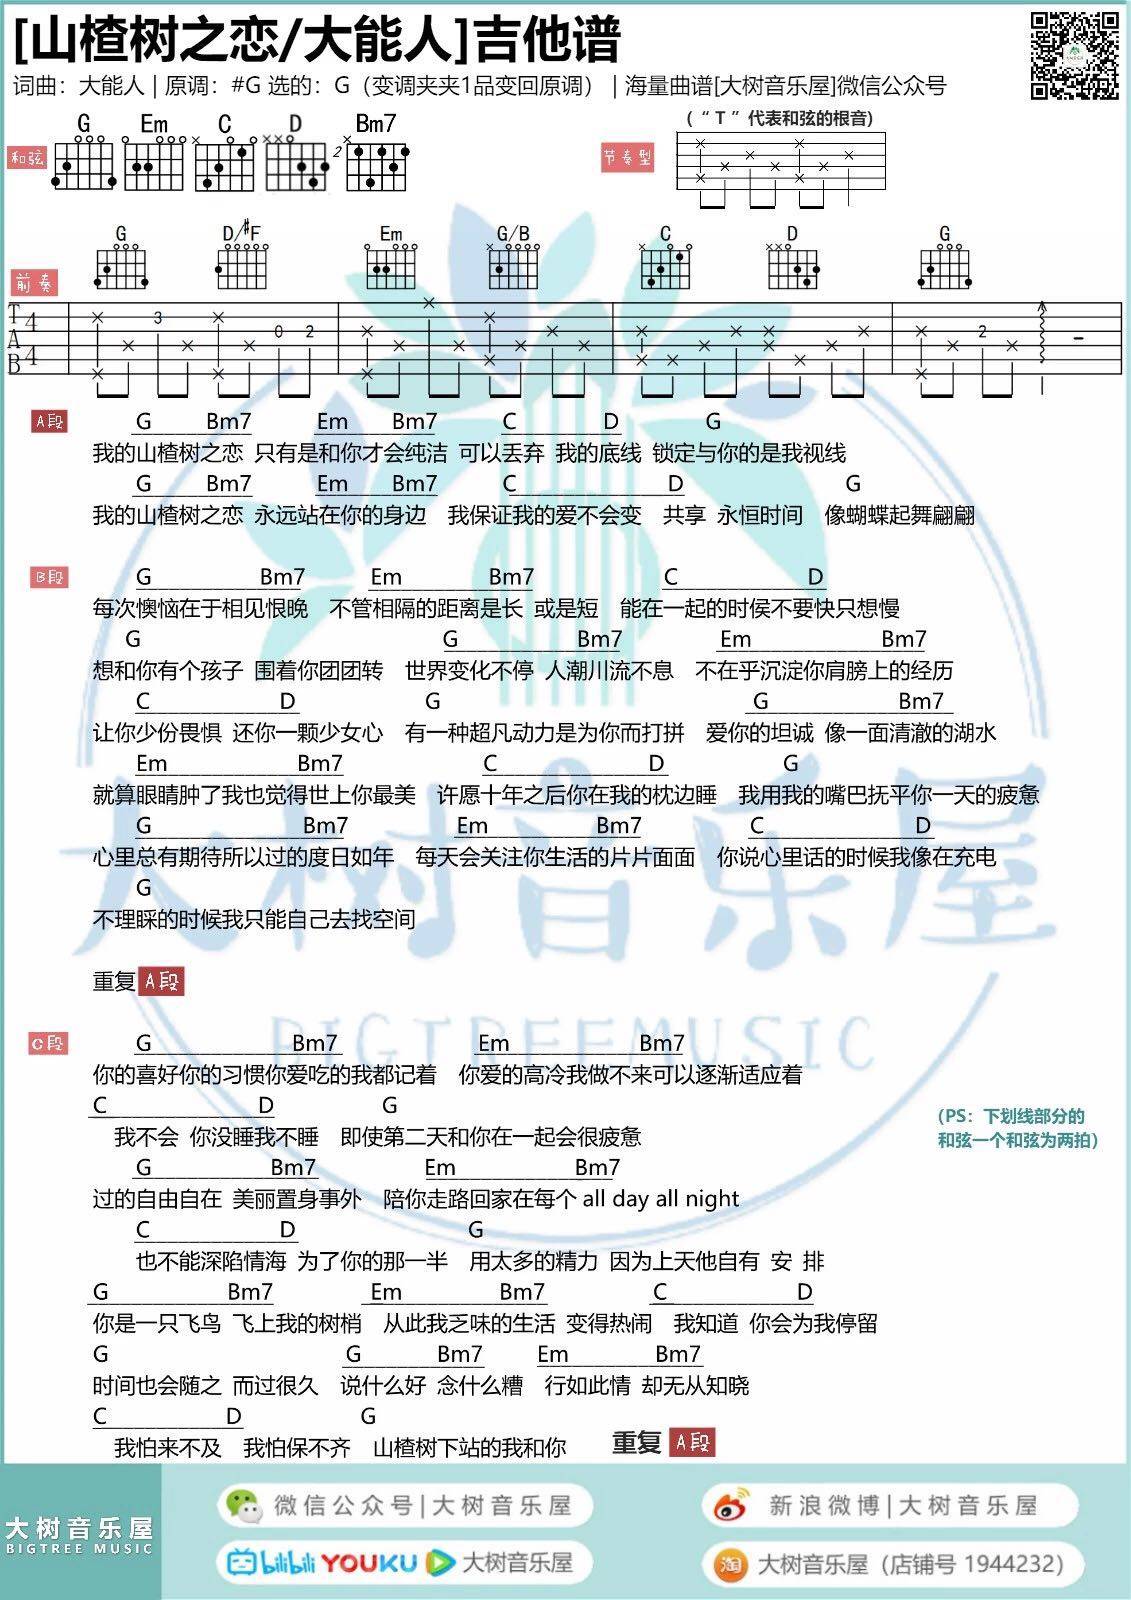 [山楂树之恋/大能人]吉他谱
词曲：大能人 | 原调：#G 选的：G（变调夹夹1品变回原调） | 海量曲谱[大树音乐屋]微信公众号
(“ T ”代表和弦的根音)
G Em C D Bm7
和弦 2 节奏型
G D/#F Em G/B C D G
前奏
T A B 4 4 3 0 2 2 -
A段 G Bm7 Em Bm7 C D G
我的山楂树之恋 只有是和你才会纯洁 可以丢弃 我的底线 锁定与你的是我视线
G Bm7 Em Bm7 C D G
我的山楂树之恋 永远站在你的身边 我保证我的爱不会变 共享 永恒时间 像蝴蝶起舞翩翩
B段 G Bm7 Em Bm7 C D
每次懊恼在于相见恨晚 不管相隔的距离是长 或是短 能在一起的时侯不要快只想慢
G G Bm7 Em Bm7
想和你有个孩子 围着你团团转 世界变化不停 人潮川流不息 不在乎沉淀你肩膀上的经历
C D G G Bm7
让你少份畏惧 还你一颗少女心 有一种超凡动力是为你而打拼 爱你的坦诚 像一面清澈的湖水
Em Bm7 C D G
就算眼睛肿了我也觉得世上你最美 许愿十年之后你在我的枕边睡 我用我的嘴巴抚平你一天的疲惫
G Bm7 Em Bm7 C D
心里总有期待所以过的度日如年 每天会关注你生活的片片面面 你说心里话的时候我像在充电
G
不理睬的时候我只能自己去找空间
大树音乐屋
重复 A段
BIGTREEMUSIC
C段 G Bm7 Em Bm7
你的喜好你的习惯你爱吃的我都记着 你爱的高冷我做不来可以逐渐适应着
C D G
我不会 你没睡我不睡 即使第二天和你在一起会很疲惫
(PS：下划线部分的
和弦一个和弦为两拍)
G Bm7 Em Bm7
过的自由自在 美丽置身事外 陪你走路回家在每个 all day all night
C D G
也不能深陷情海 为了你的那一半 用太多的精力 因为上天他自有 安 排
G Bm7 Em Bm7 C D
你是一只飞鸟 飞上我的树梢 从此我乏味的生活 变得热闹 我知道 你会为我停留
G G Bm7 Em Bm7
时间也会随之 而过很久 说什么好 念什么糟 行如此情 却无从知晓
C D G
我怕来不及 我怕保不齐 山楂树下站的我和你 重复 A段
大树音乐屋
BIGTREE MUSIC
微信公众号|大树音乐屋
新浪微博|大树音乐屋
bilibili YOUKU 大树音乐屋
淘 大树音乐屋（店铺号 1944232）